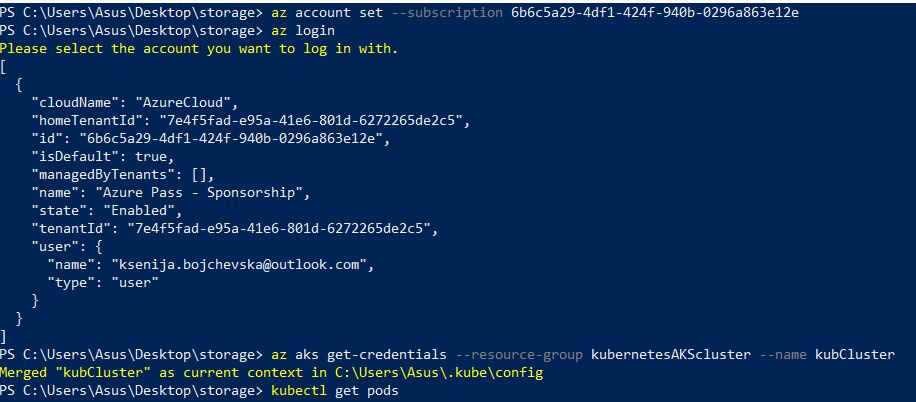 PS C:\Users\Asus\Desktop\storage> az account set --subscription 6b6c5a29-4df1-424f-940b-0296a863e12e
PS C:\Users\Asus\Desktop\storage> az login
Please select the account you want to log in with.
[
  {
    "cloudName": "AzureCloud",
    "homeTenantId": "7e4f5fad-e95a-41e6-801d-6272265de2c5",
    "id": "6b6c5a29-4df1-424f-940b-0296a863e12e",
    "isDefault": true,
    "managedByTenants": [],
    "name": "Azure Pass - Sponsorship",
    "state": "Enabled",
    "tenantId": "7e4f5fad-e95a-41e6-801d-6272265de2c5",
    "user": {
      "name": "ksenija.bojchevska@outlook.com",
      "type": "user"
    }
  }
]
PS C:\Users\Asus\Desktop\storage> az aks get-credentials --resource-group kubernetesAKScluster --name kubCluster
Merged "kubCluster" as current context in C:\Users\Asus\.kube\config
PS C:\Users\Asus\Desktop\storage> kubectl get pods